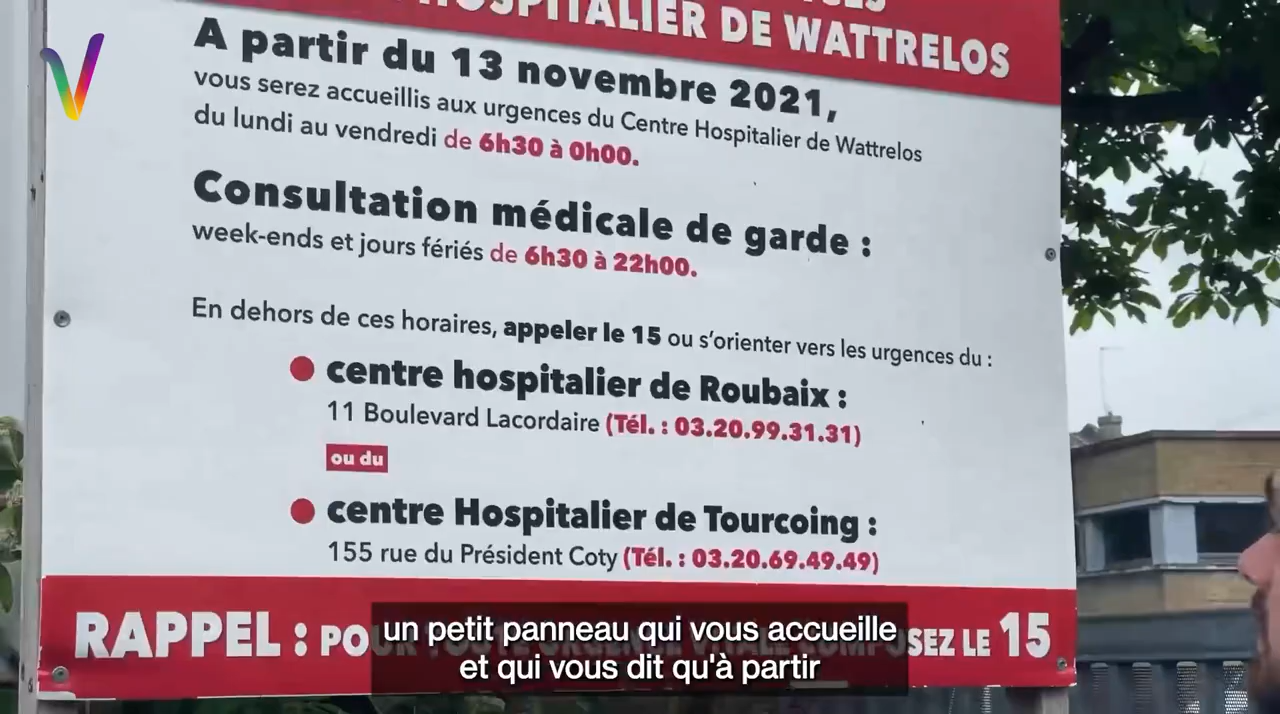 HOSPITALIER DE WATTRELOS
A partir du 13 novembre 2021,
vous serez accueillis aux urgences du Centre Hospitalier de Wattrelos
du lundi au vendredi de 6h30 à 0h00.
Consultation médicale de garde :
week-ends et jours fériés de 6h30 à 22h00.
En dehors de ces horaires, appeler le 15 ou s'orienter vers les urgences du :
centre hospitalier de Roubaix :
11 Boulevard Lacordaire (Tél. : 03.20.99.31.31)
ou du
centre Hospitalier de Tourcoing :
155 rue du Président Coty (Tél. : 03.20.69.49.49)
RAPPEL : LE 15
un petit panneau qui vous accueille
et qui vous dit qu'à partir